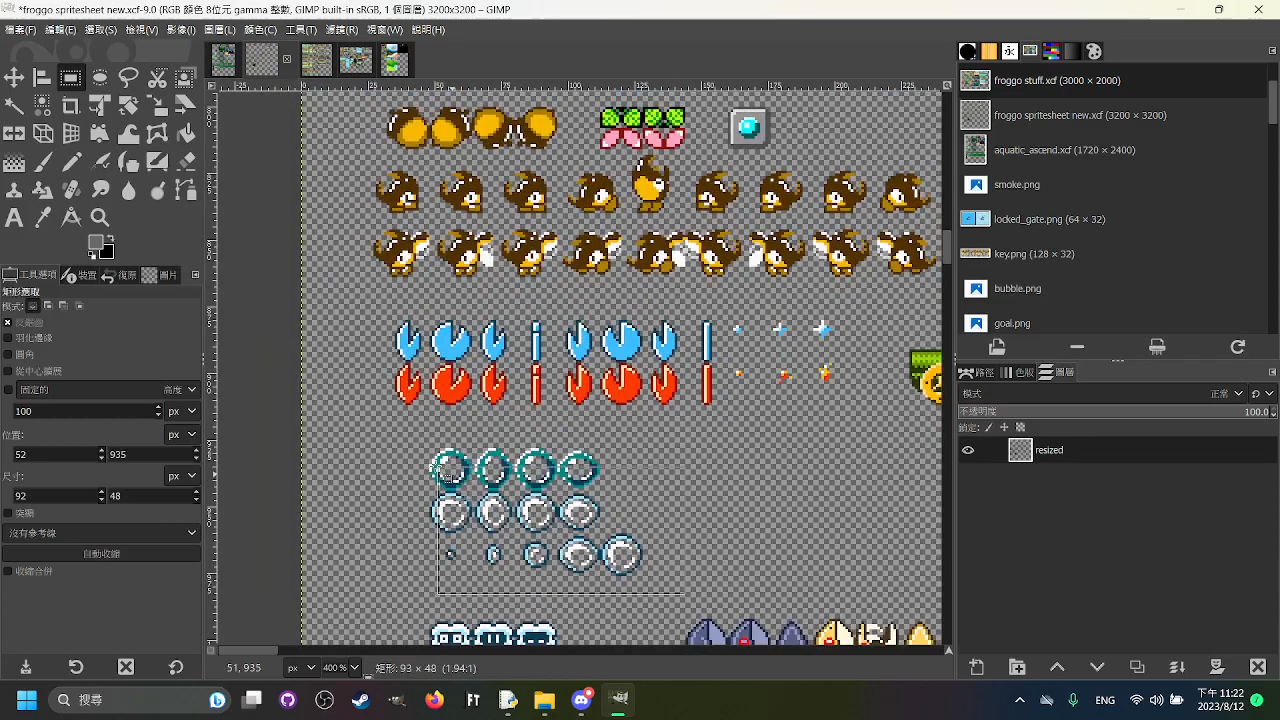 *froggo spritesheet new.xcf-9.0 (RGB 顏色 8位元 gamma 整數, GIMP built-in sRGB, 1 個圖層) 3200x3200 – GIMP
檔案(F) 編輯(E) 選取(S) 檢視(V) 影像(I) 圖層(L) 顏色(C) 工具(T) 濾鏡(R) 視窗(W) 說明(H)
froggo stuff.xcf (3000 × 2000)
froggo spritesheet new.xcf (3200 × 3200)
aquatic_ascend.xcf (1720 × 2400)
smoke.png
locked_gate.png (64 × 32)
key.png (128 × 32)
bubble.png
goal.png
工具選項 裝置 復原 圖片
矩形選取
模式:
反鋸齒
羽化邊緣
圓角
從中心擴展
固定的 高度
100 px
位置: px
52 935
尺寸: px
92 48
突顯
沒有參考線
自動收縮
收縮合併
路徑 色版 圖層
模式 正常
不透明度 100.0
鎖定:
resized
51, 935 px 400 % 矩形: 93 × 48 (1.94:1)
搜尋
ENG
下午 11:22
2023/8/12
7